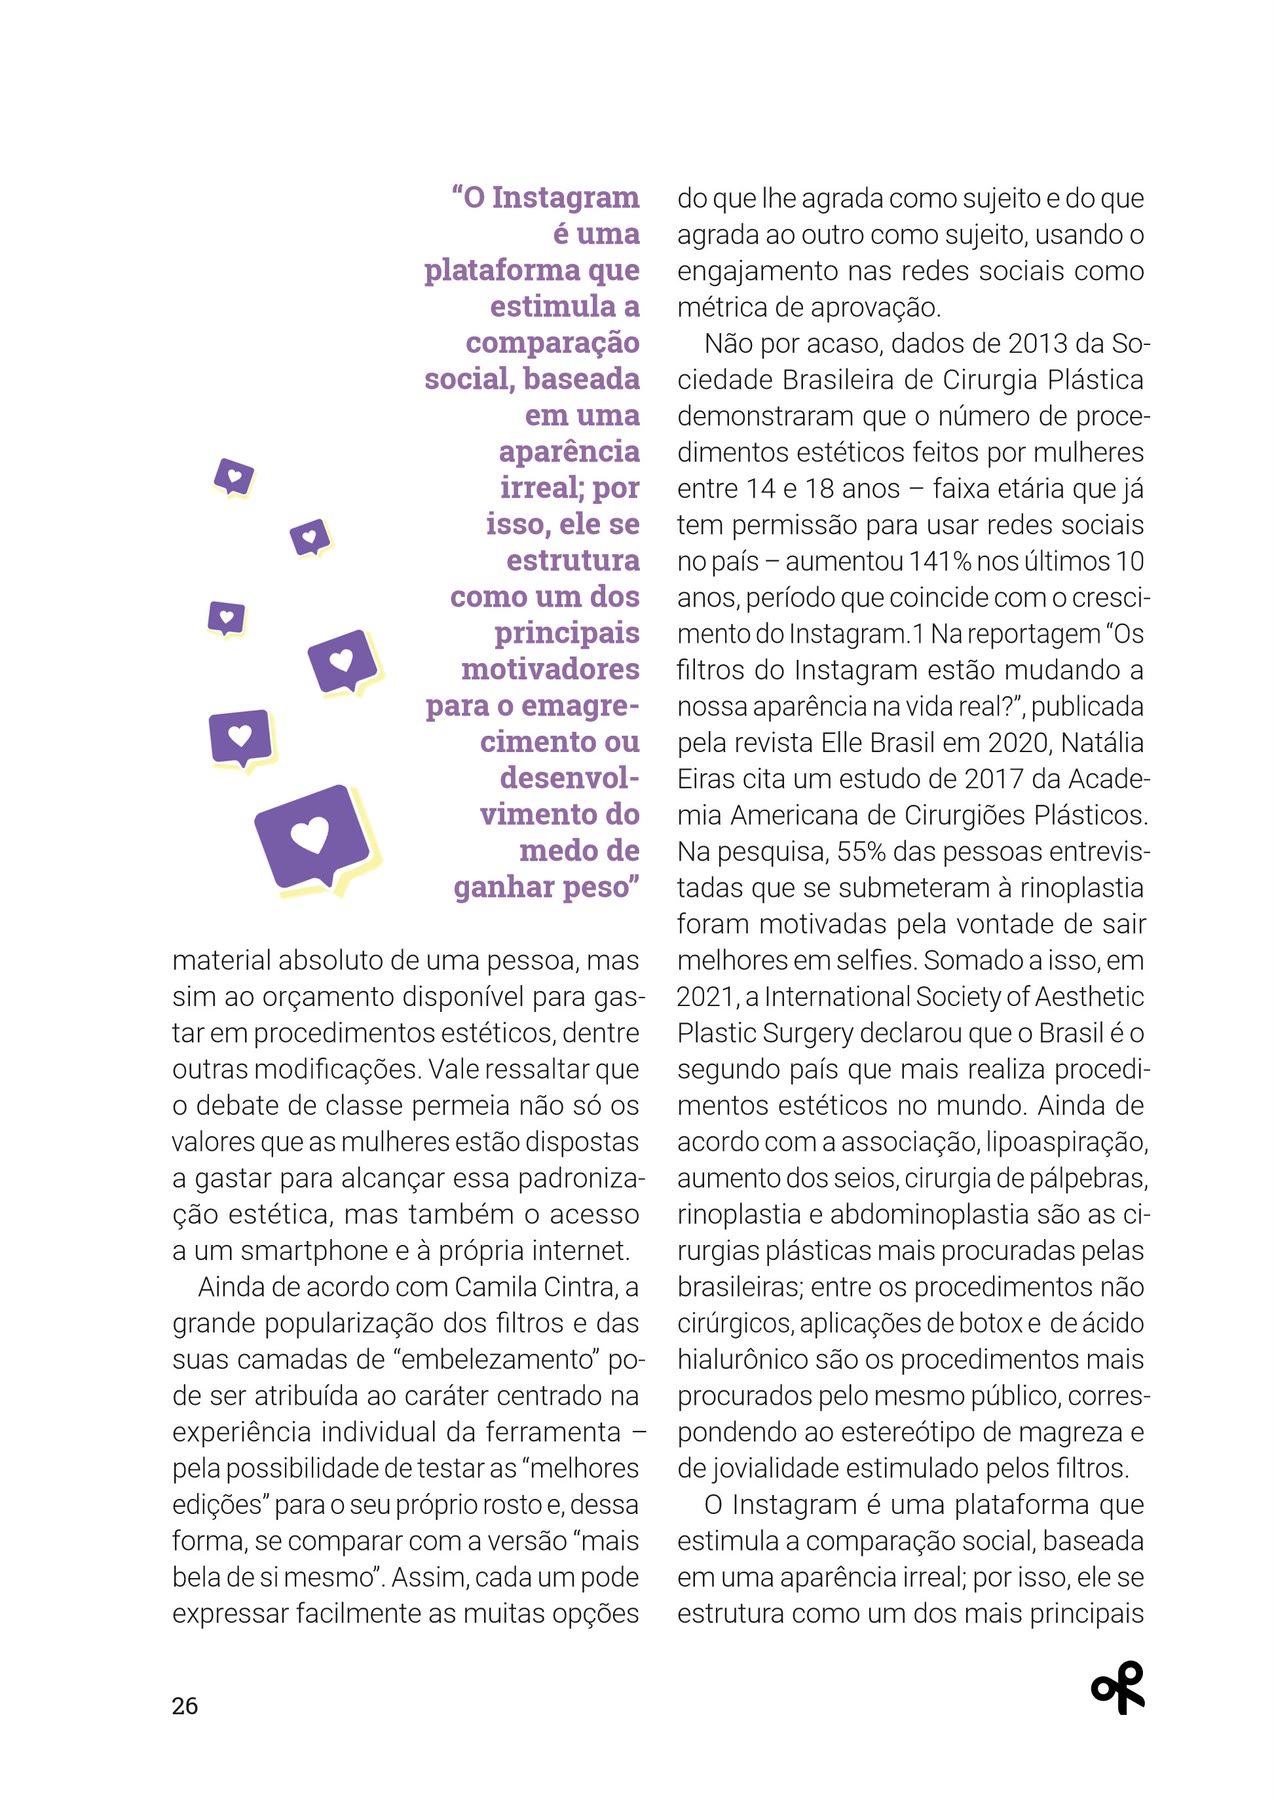 “O Instagram
é uma
plataforma que
estimula a
comparação
social, baseada
em uma
aparência
irreal; por
isso, ele se
estrutura
como um dos
principais
motivadores
para o emagre-
cimento ou
desenvol-
vimento do
medo de
ganhar peso”
material absoluto de uma pessoa, mas
sim ao orçamento disponível para gas-
tar em procedimentos estéticos, dentre
outras modificações. Vale ressaltar que
o debate de classe permeia não só os
valores que as mulheres estão dispostas
a gastar para alcançar essa padroniza-
ção estética, mas também o acesso
a um smartphone e à própria internet.
Ainda de acordo com Camila Cintra, a
grande popularização dos filtros e das
suas camadas de “embelezamento” po-
de ser atribuída ao caráter centrado na
experiência individual da ferramenta –
pela possibilidade de testar as “melhores
edições” para o seu próprio rosto e, dessa
forma, se comparar com a versão “mais
bela de si mesmo”. Assim, cada um pode
expressar facilmente as muitas opções
do que lhe agrada como sujeito e do que
agrada ao outro como sujeito, usando o
engajamento nas redes sociais como
métrica de aprovação.
Não por acaso, dados de 2013 da So-
ciedade Brasileira de Cirurgia Plástica
demonstraram que o número de proce-
dimentos estéticos feitos por mulheres
entre 14 e 18 anos – faixa etária que já
tem permissão para usar redes sociais
no país – aumentou 141% nos últimos 10
anos, período que coincide com o cresci-
mento do Instagram.1 Na reportagem “Os
filtros do Instagram estão mudando a
nossa aparência na vida real?”, publicada
pela revista Elle Brasil em 2020, Natália
Eiras cita um estudo de 2017 da Acade-
mia Americana de Cirurgiões Plásticos.
Na pesquisa, 55% das pessoas entrevis-
tadas que se submeteram à rinoplastia
foram motivadas pela vontade de sair
melhores em selfies. Somado a isso, em
2021, a International Society of Aesthetic
Plastic Surgery declarou que o Brasil é o
segundo país que mais realiza procedi-
mentos estéticos no mundo. Ainda de
acordo com a associação, lipoaspiração,
aumento dos seios, cirurgia de pálpebras,
rinoplastia e abdominoplastia são as ci-
rurgias plásticas mais procuradas pelas
brasileiras; entre os procedimentos não
cirúrgicos, aplicações de botox e de ácido
hialurônico são os procedimentos mais
procurados pelo mesmo público, corres-
pondendo ao estereótipo de magreza e
de jovialidade estimulado pelos filtros.
O Instagram é uma plataforma que
estimula a comparação social, baseada
em uma aparência irreal; por isso, ele se
estrutura como um dos mais principais
26